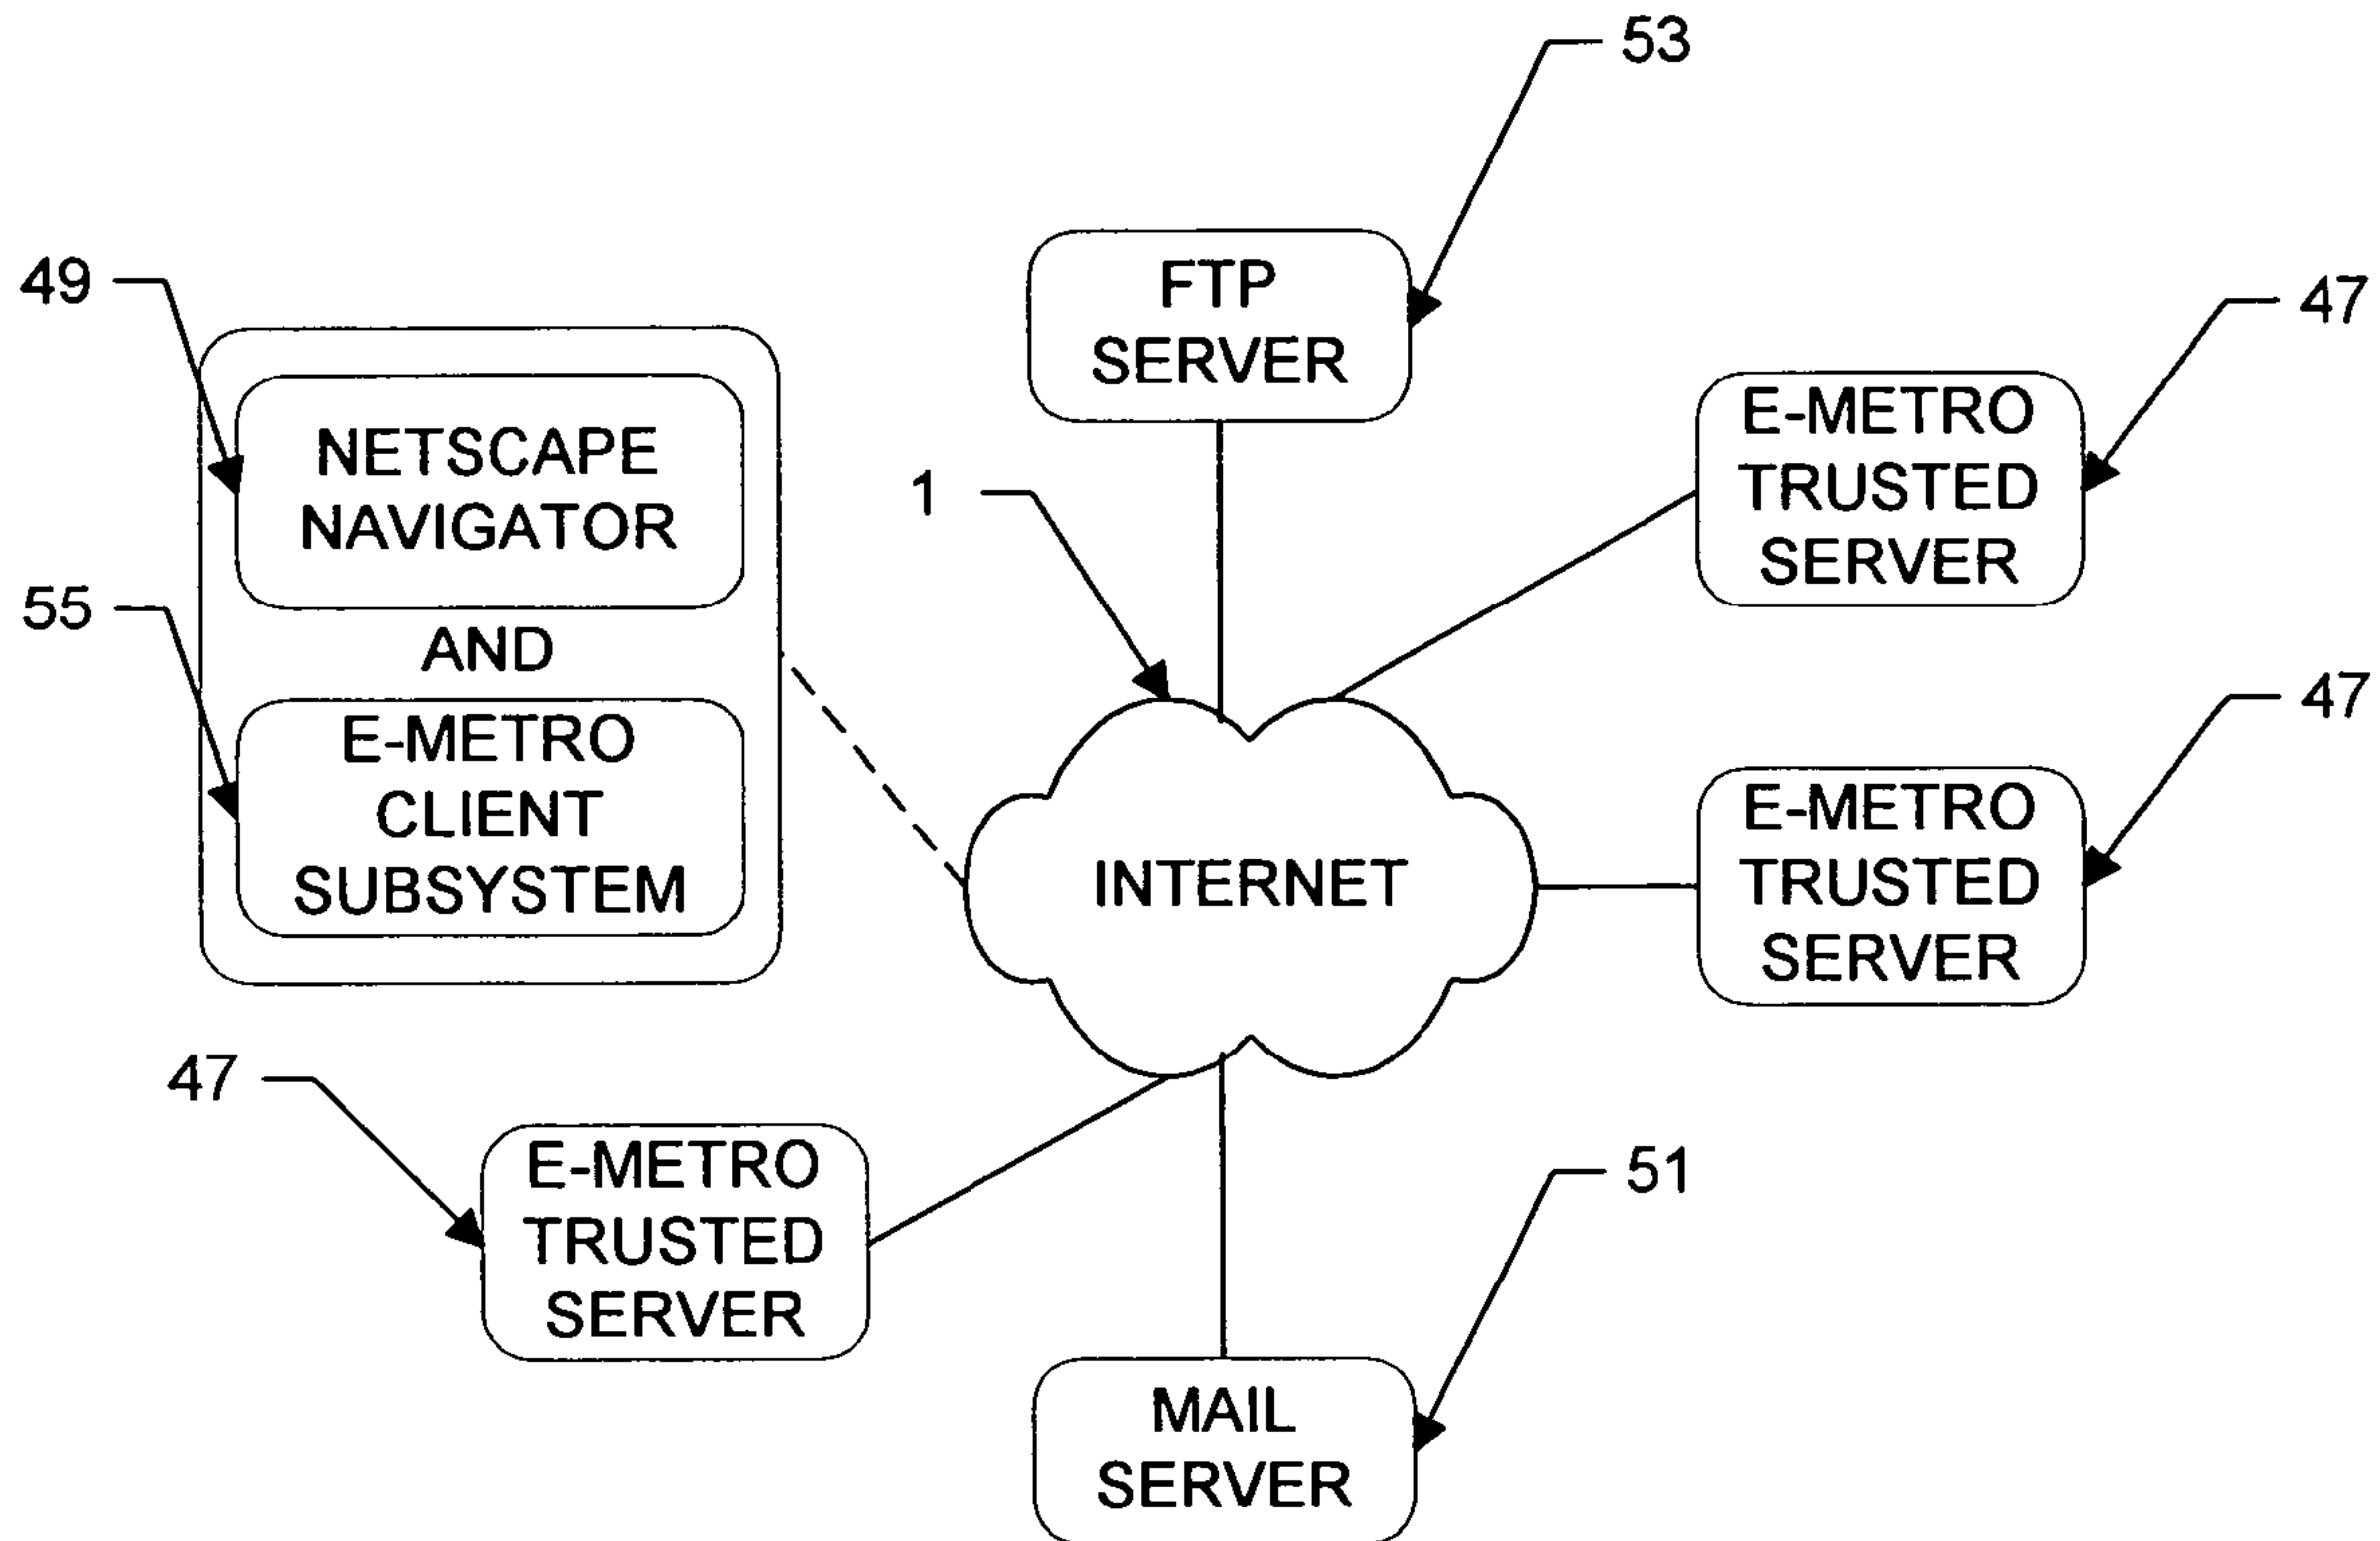 53
FTP
SERVER
49
NETSCAPE
NAVIGATOR
AND
55
E-METRO
CLIENT
SUBSYSTEM
1
INTERNET
47
E-METRO
TRUSTED
SERVER
47
E-METRO
TRUSTED
SERVER
47
E-METRO
TRUSTED
SERVER
51
MAIL
SERVER